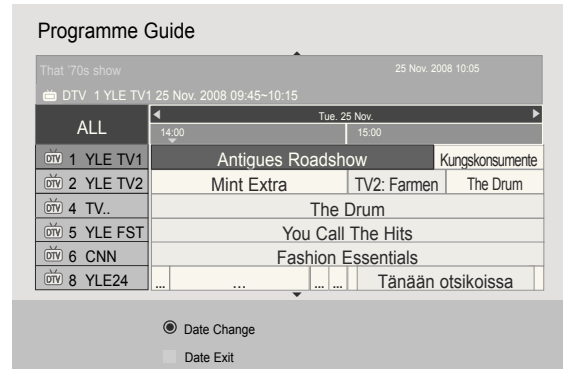 Programme Guide
That '70s show 25 Nov. 2008 10:05
DTV 1 YLE TV1 25 Nov. 2008 09:45~10:15
ALL Tue. 25 Nov.
14:00 15:00
DTV 1 YLE TV1 Antigues Roadshow Kungskonsumente
DTV 2 YLE TV2 Mint Extra TV2: Farmen The Drum
DTV 4 TV.. The Drum
DTV 5 YLE FST You Call The Hits
DTV 6 CNN Fashion Essentials
DTV 8 YLE24 ... ... ... ... Tänään otsikoissa
Date Change
Date Exit